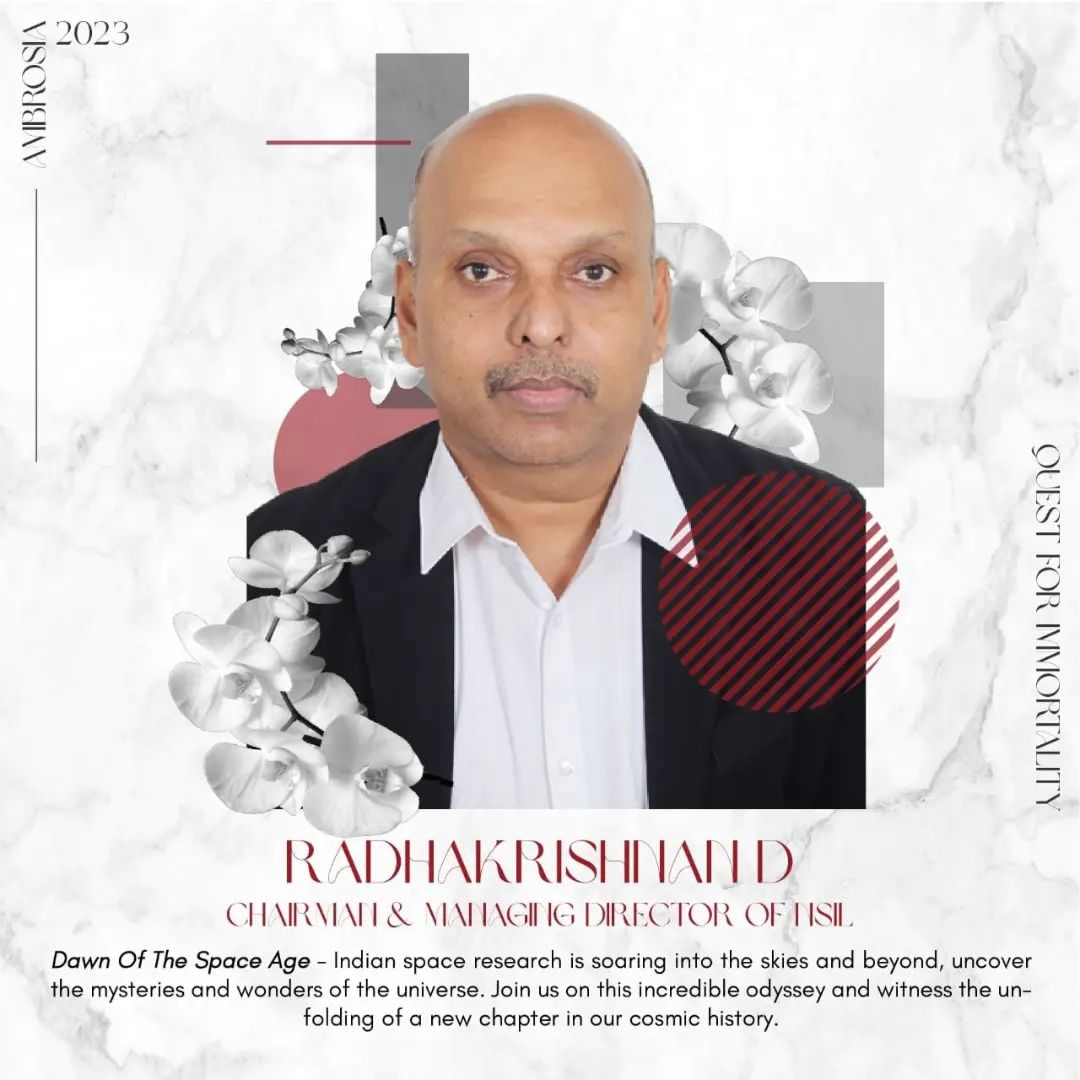 AMBROSIA 2023
QUEST FOR IMMORTALITY
RADHAKRISHNAN D
CHAIRMAN & MANAGING DIRECTOR OF NSIL
Dawn Of The Space Age – Indian space research is soaring into the skies and beyond, uncover
the mysteries and wonders of the universe. Join us on this incredible odyssey and witness the un-
folding of a new chapter in our cosmic history.